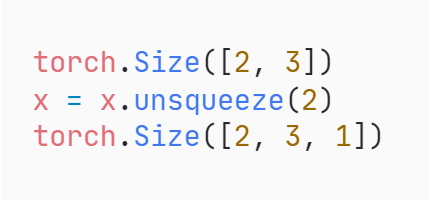 torch.Size([2, 3])
x = x.unsqueeze(2)
torch.Size([2, 3, 1])